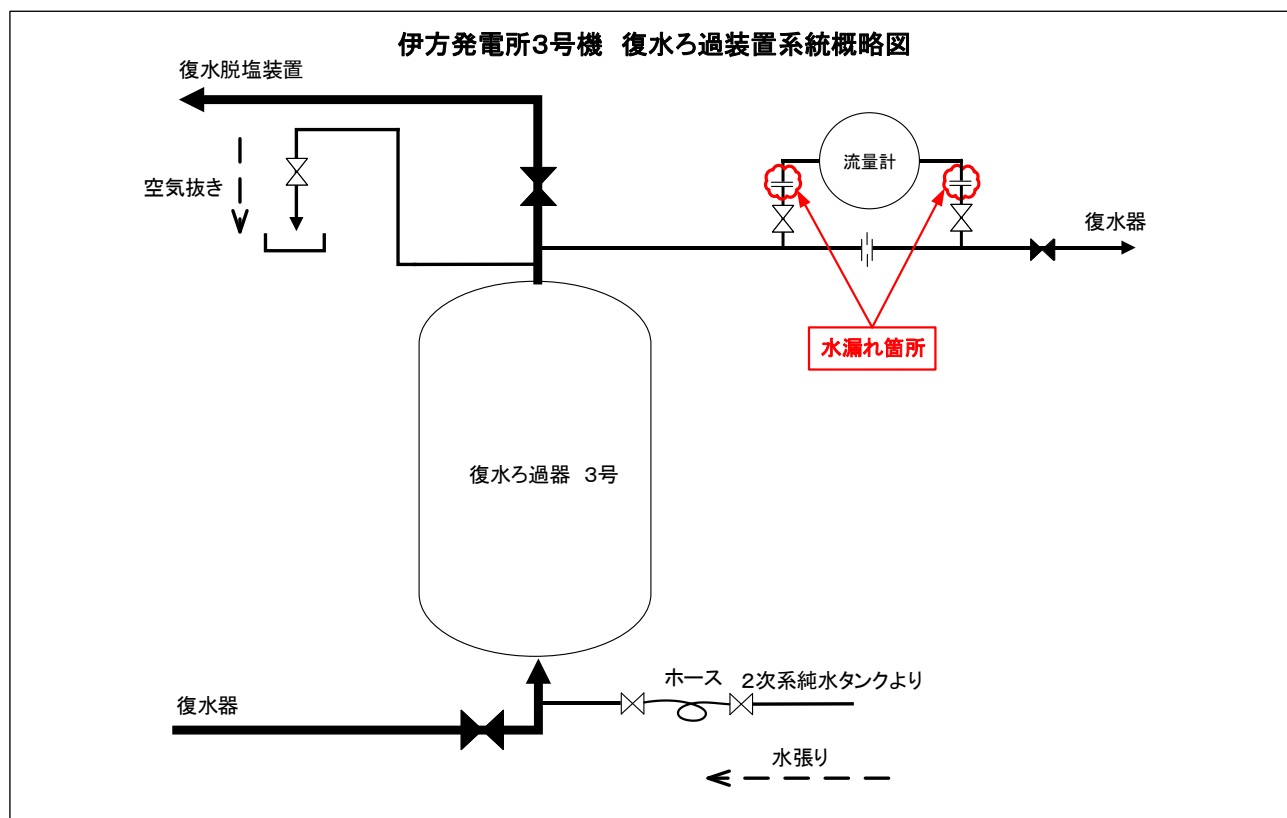 伊方発電所3号機 復水ろ過装置系統概略図
復水脱塩装置
空気抜き
流量計
復水器
水漏れ箇所
復水ろ過器 3号
ホース
2次系純水タンクより
復水器
水張り